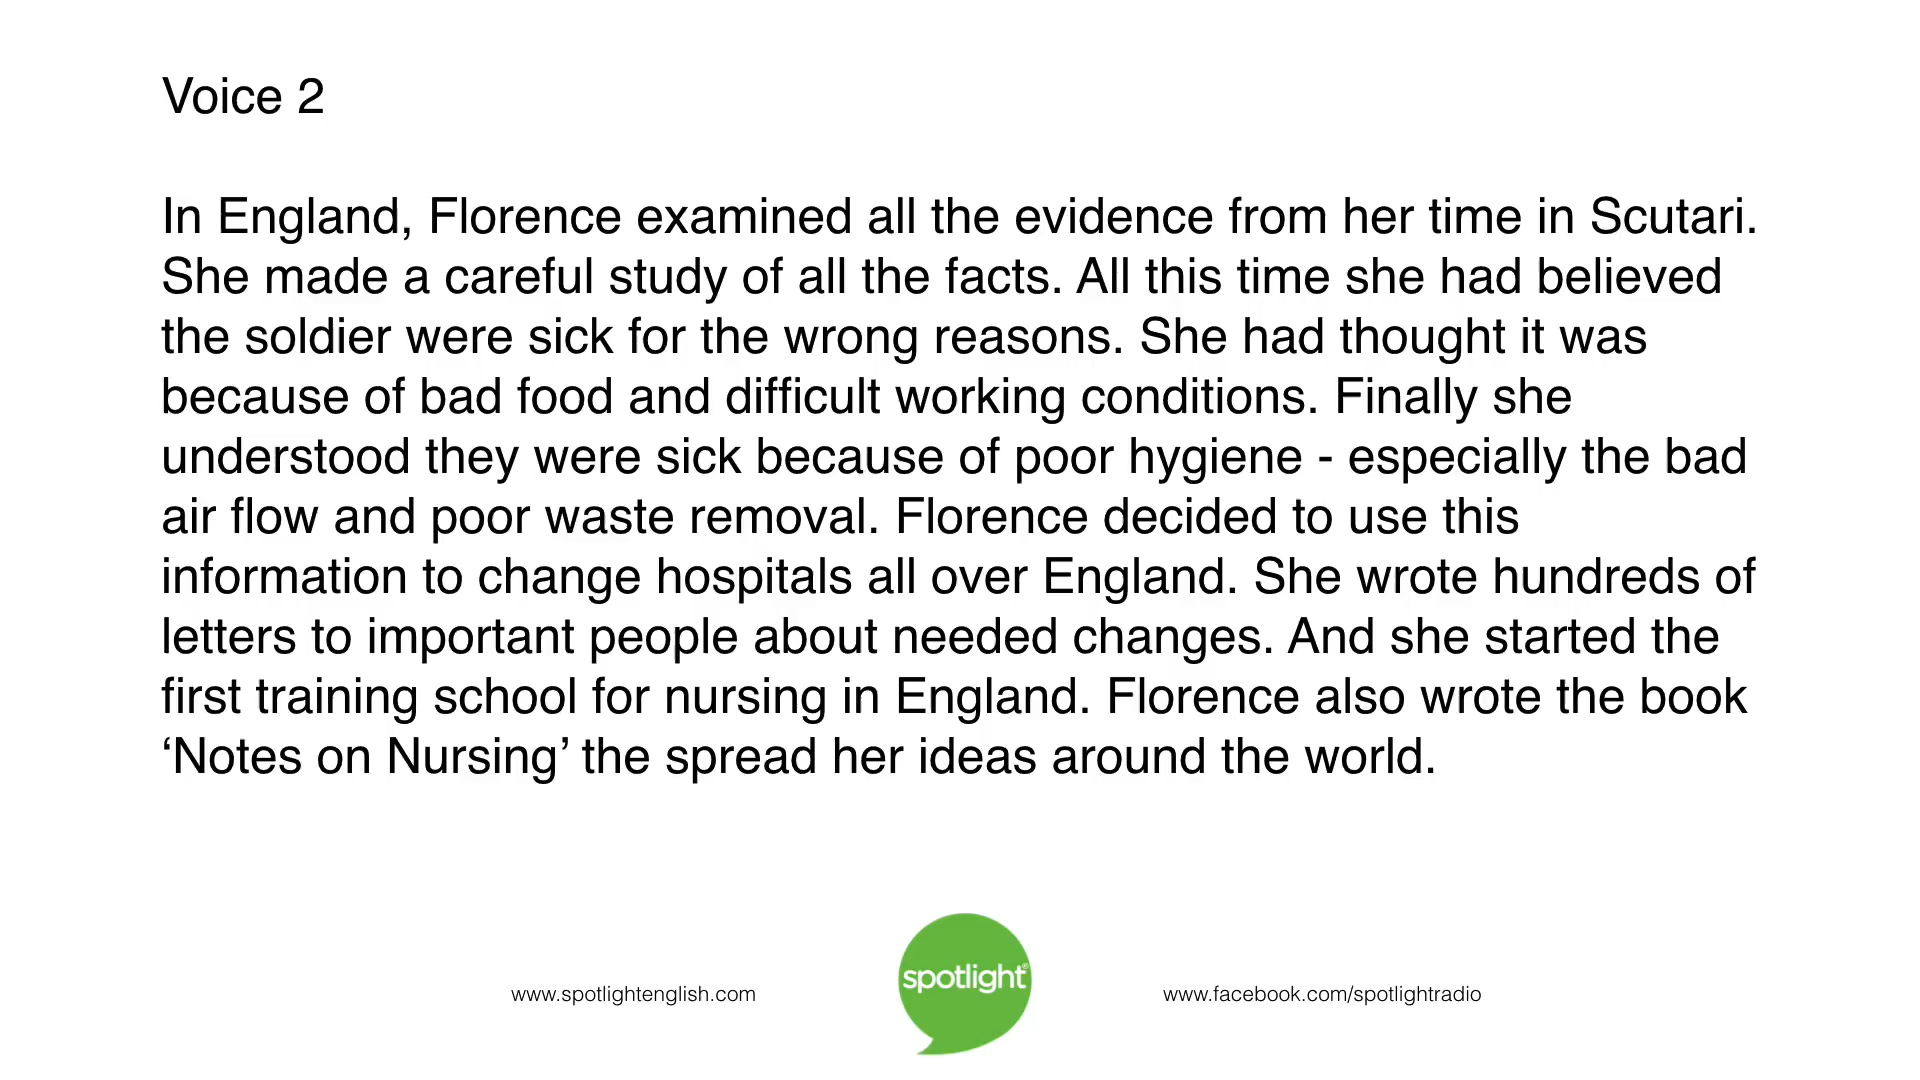 Voice 2
In England, Florence examined all the evidence from her time in Scutari.
She made a careful study of all the facts. All this time she had believed
the soldier were sick for the wrong reasons. She had thought it was
because of bad food and difficult working conditions. Finally she
understood they were sick because of poor hygiene - especially the bad
air flow and poor waste removal. Florence decided to use this
information to change hospitals all over England. She wrote hundreds of
letters to important people about needed changes. And she started the
first training school for nursing in England. Florence also wrote the book
‘Notes on Nursing’ the spread her ideas around the world.
www.spotlightenglish.com
spotlight®
www.facebook.com/spotlightradio